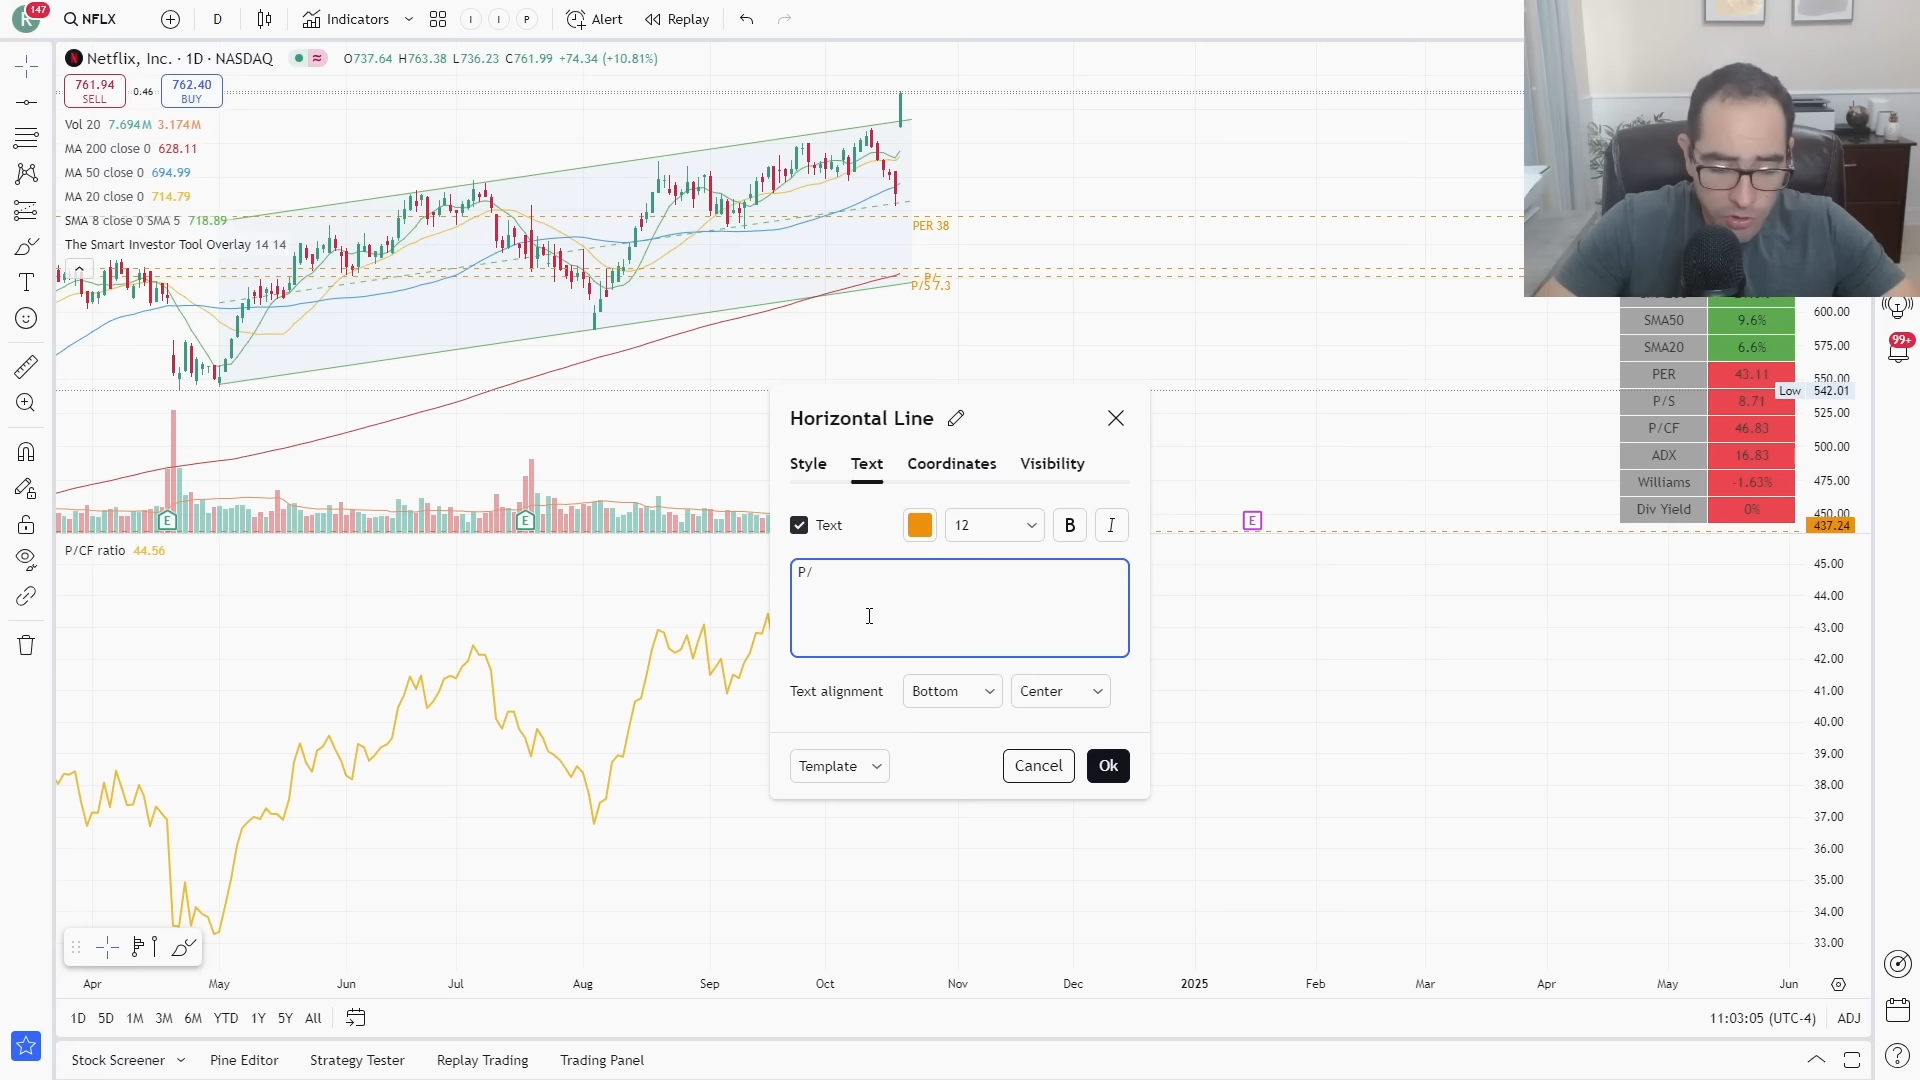 147
NFLX
D
Indicators
I
I
P
Alert
Replay
Netflix, Inc. · 1D · NASDAQ
O737.64 H763.38 L736.23 C761.99 +74.34 (+10.81%)
761.94
SELL
0.46
762.40
BUY
Vol 20 7.694M 3.174M
MA 200 close 0 628.11
MA 50 close 0 694.99
MA 20 close 0 714.79
SMA 8 close 0 SMA 5 718.89
The Smart Investor Tool Overlay 14 14
PER 38
P/
P/S 7.3
600.00
SMA50 9.6%
575.00
SMA20 6.6%
PER 43.11
550.00
Low 542.01
P/S 8.71
525.00
P/CF 46.83
500.00
ADX 16.83
475.00
Williams -1.63%
Div Yield 0%
450.00
437.24
99+
E
E
E
P/CF ratio 44.56
Horizontal Line
Style Text Coordinates Visibility
Text
12
B
I
P/
Text alignment
Bottom
Center
Template
Cancel
Ok
45.00
44.00
43.00
42.00
41.00
40.00
39.00
38.00
37.00
36.00
35.00
34.00
33.00
Apr May Jun Jul Aug Sep Oct Nov Dec 2025 Feb Mar Apr May Jun
1D 5D 1M 3M 6M YTD 1Y 5Y All
11:03:05 (UTC-4) ADJ
Stock Screener Pine Editor Strategy Tester Replay Trading Trading Panel